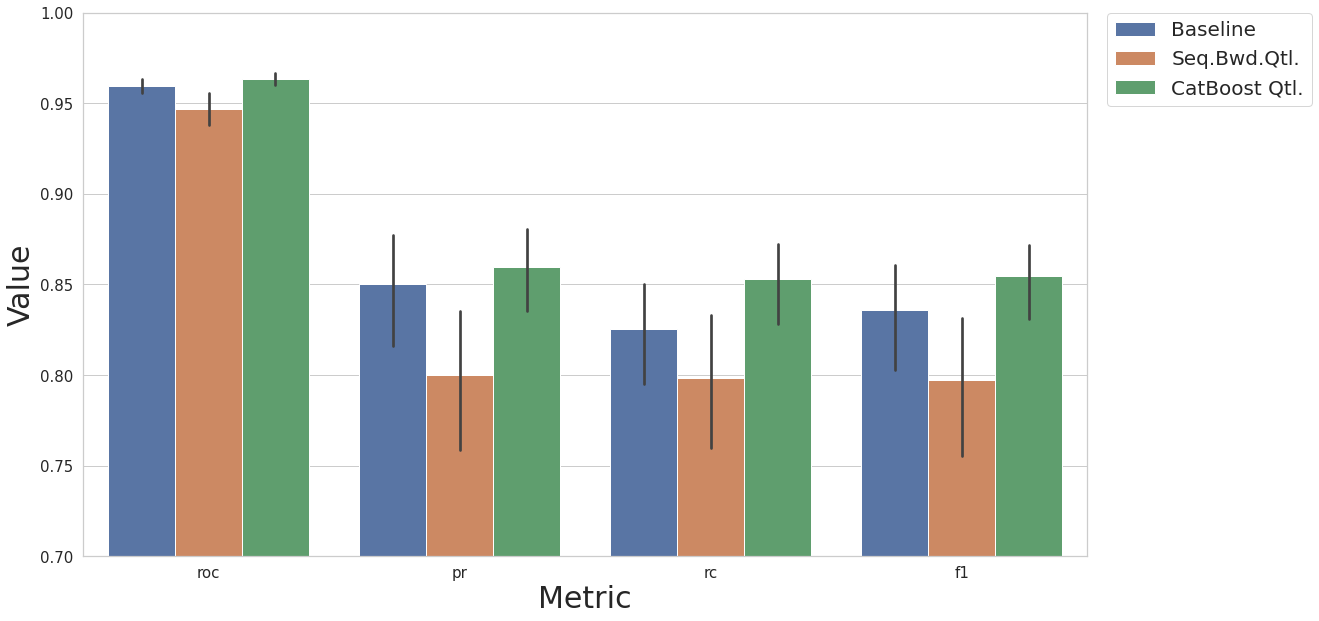 1.00
0.95
0.90
0.85
0.80
0.75
0.70
Value
roc
pr
rc
f1
Metric
Baseline
Seq.Bwd.Qtl.
CatBoost Qtl.